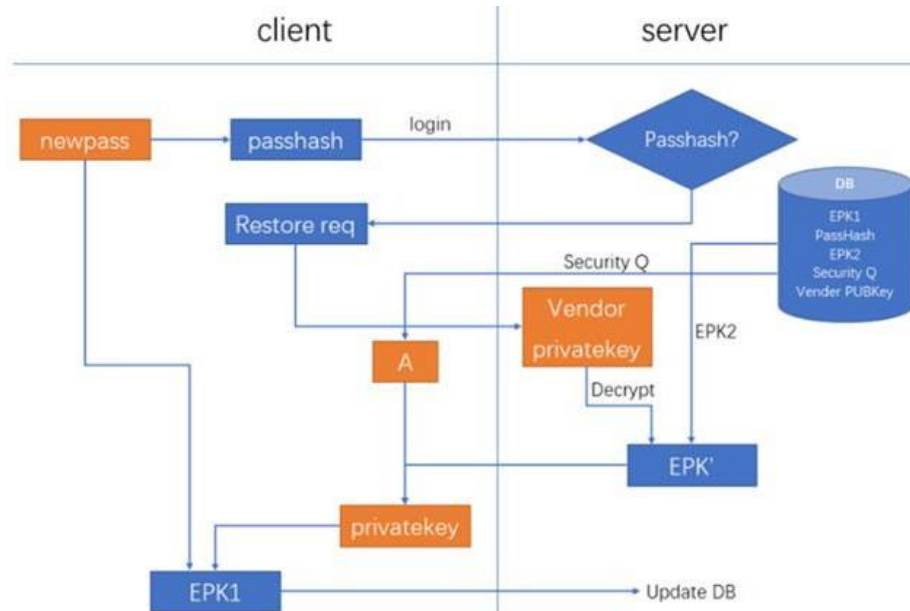 client
server
newpass
passhash
login
Passhash?
DB
EPK1
PassHash
EPK2
Security Q
Vender PUBKey
Restore req
Security Q
Vendor
privatekey
EPK2
A
Decrypt
EPK'
privatekey
EPK1
Update DB